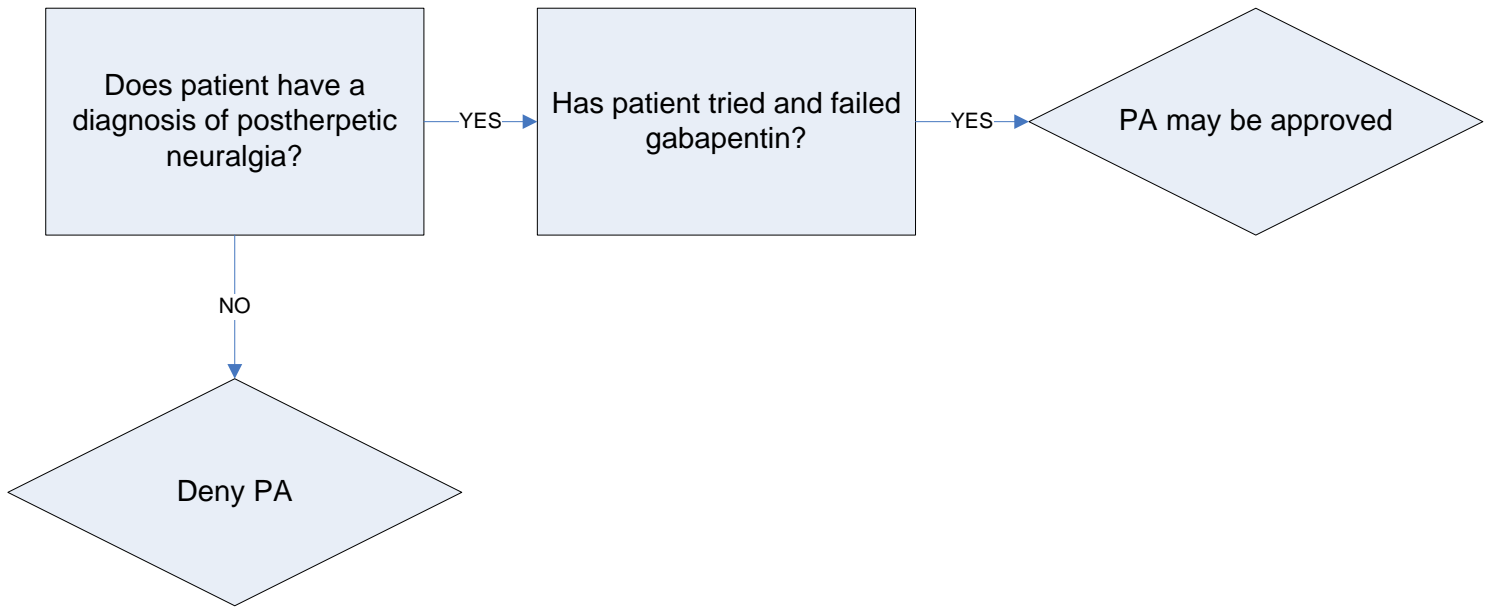 Does patient have a
diagnosis of postherpetic
neuralgia?
YES
Has patient tried and failed
gabapentin?
YES
PA may be approved
NO
Deny PA